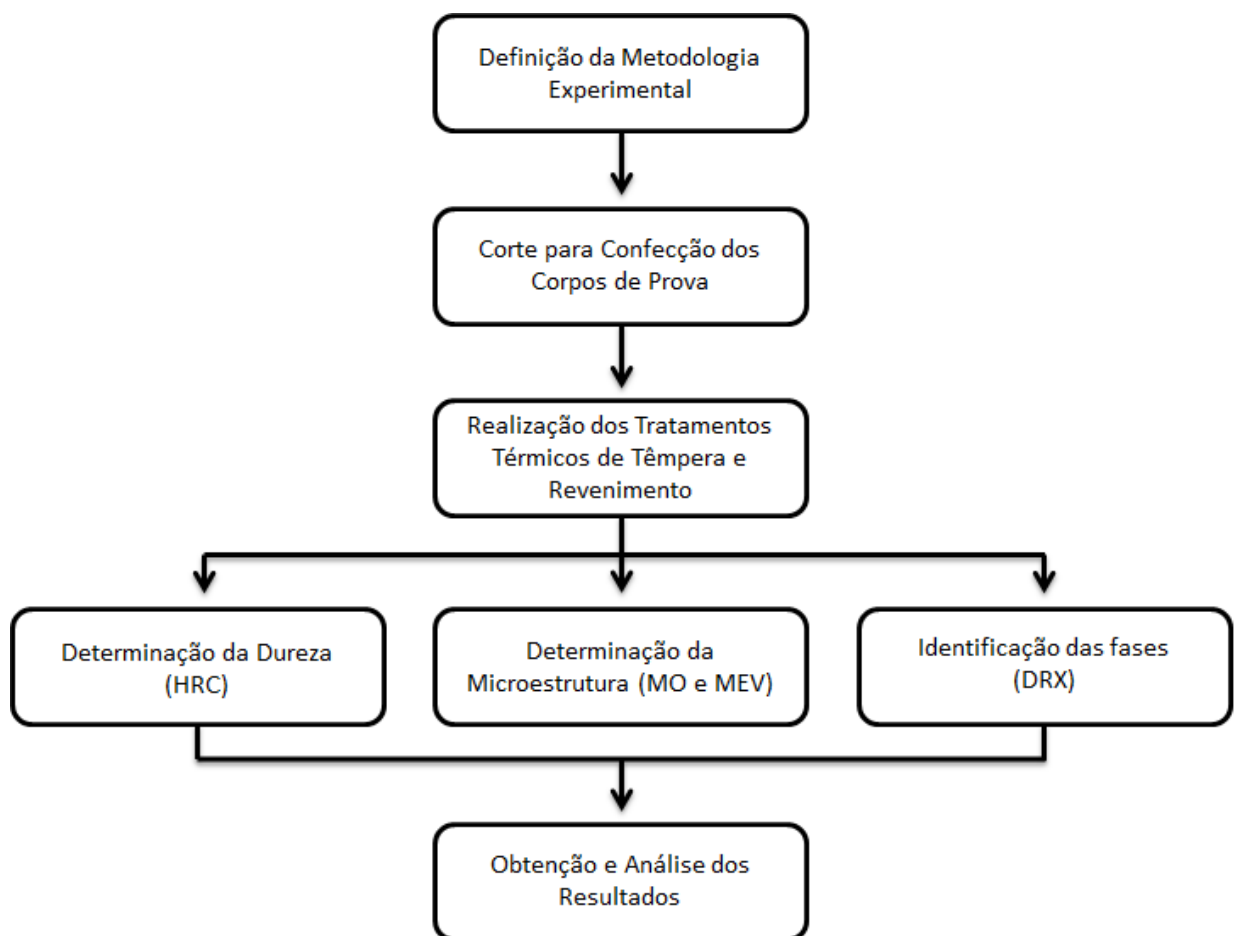 Definição da Metodologia
Experimental
Corte para Confecção dos
Corpos de Prova
Realização dos Tratamentos
Térmicos de Têmpera e
Revenimento
Determinação da Dureza
(HRC)
Determinação da
Microestrutura (MO e MEV)
Identificação das fases
(DRX)
Obtenção e Análise dos
Resultados